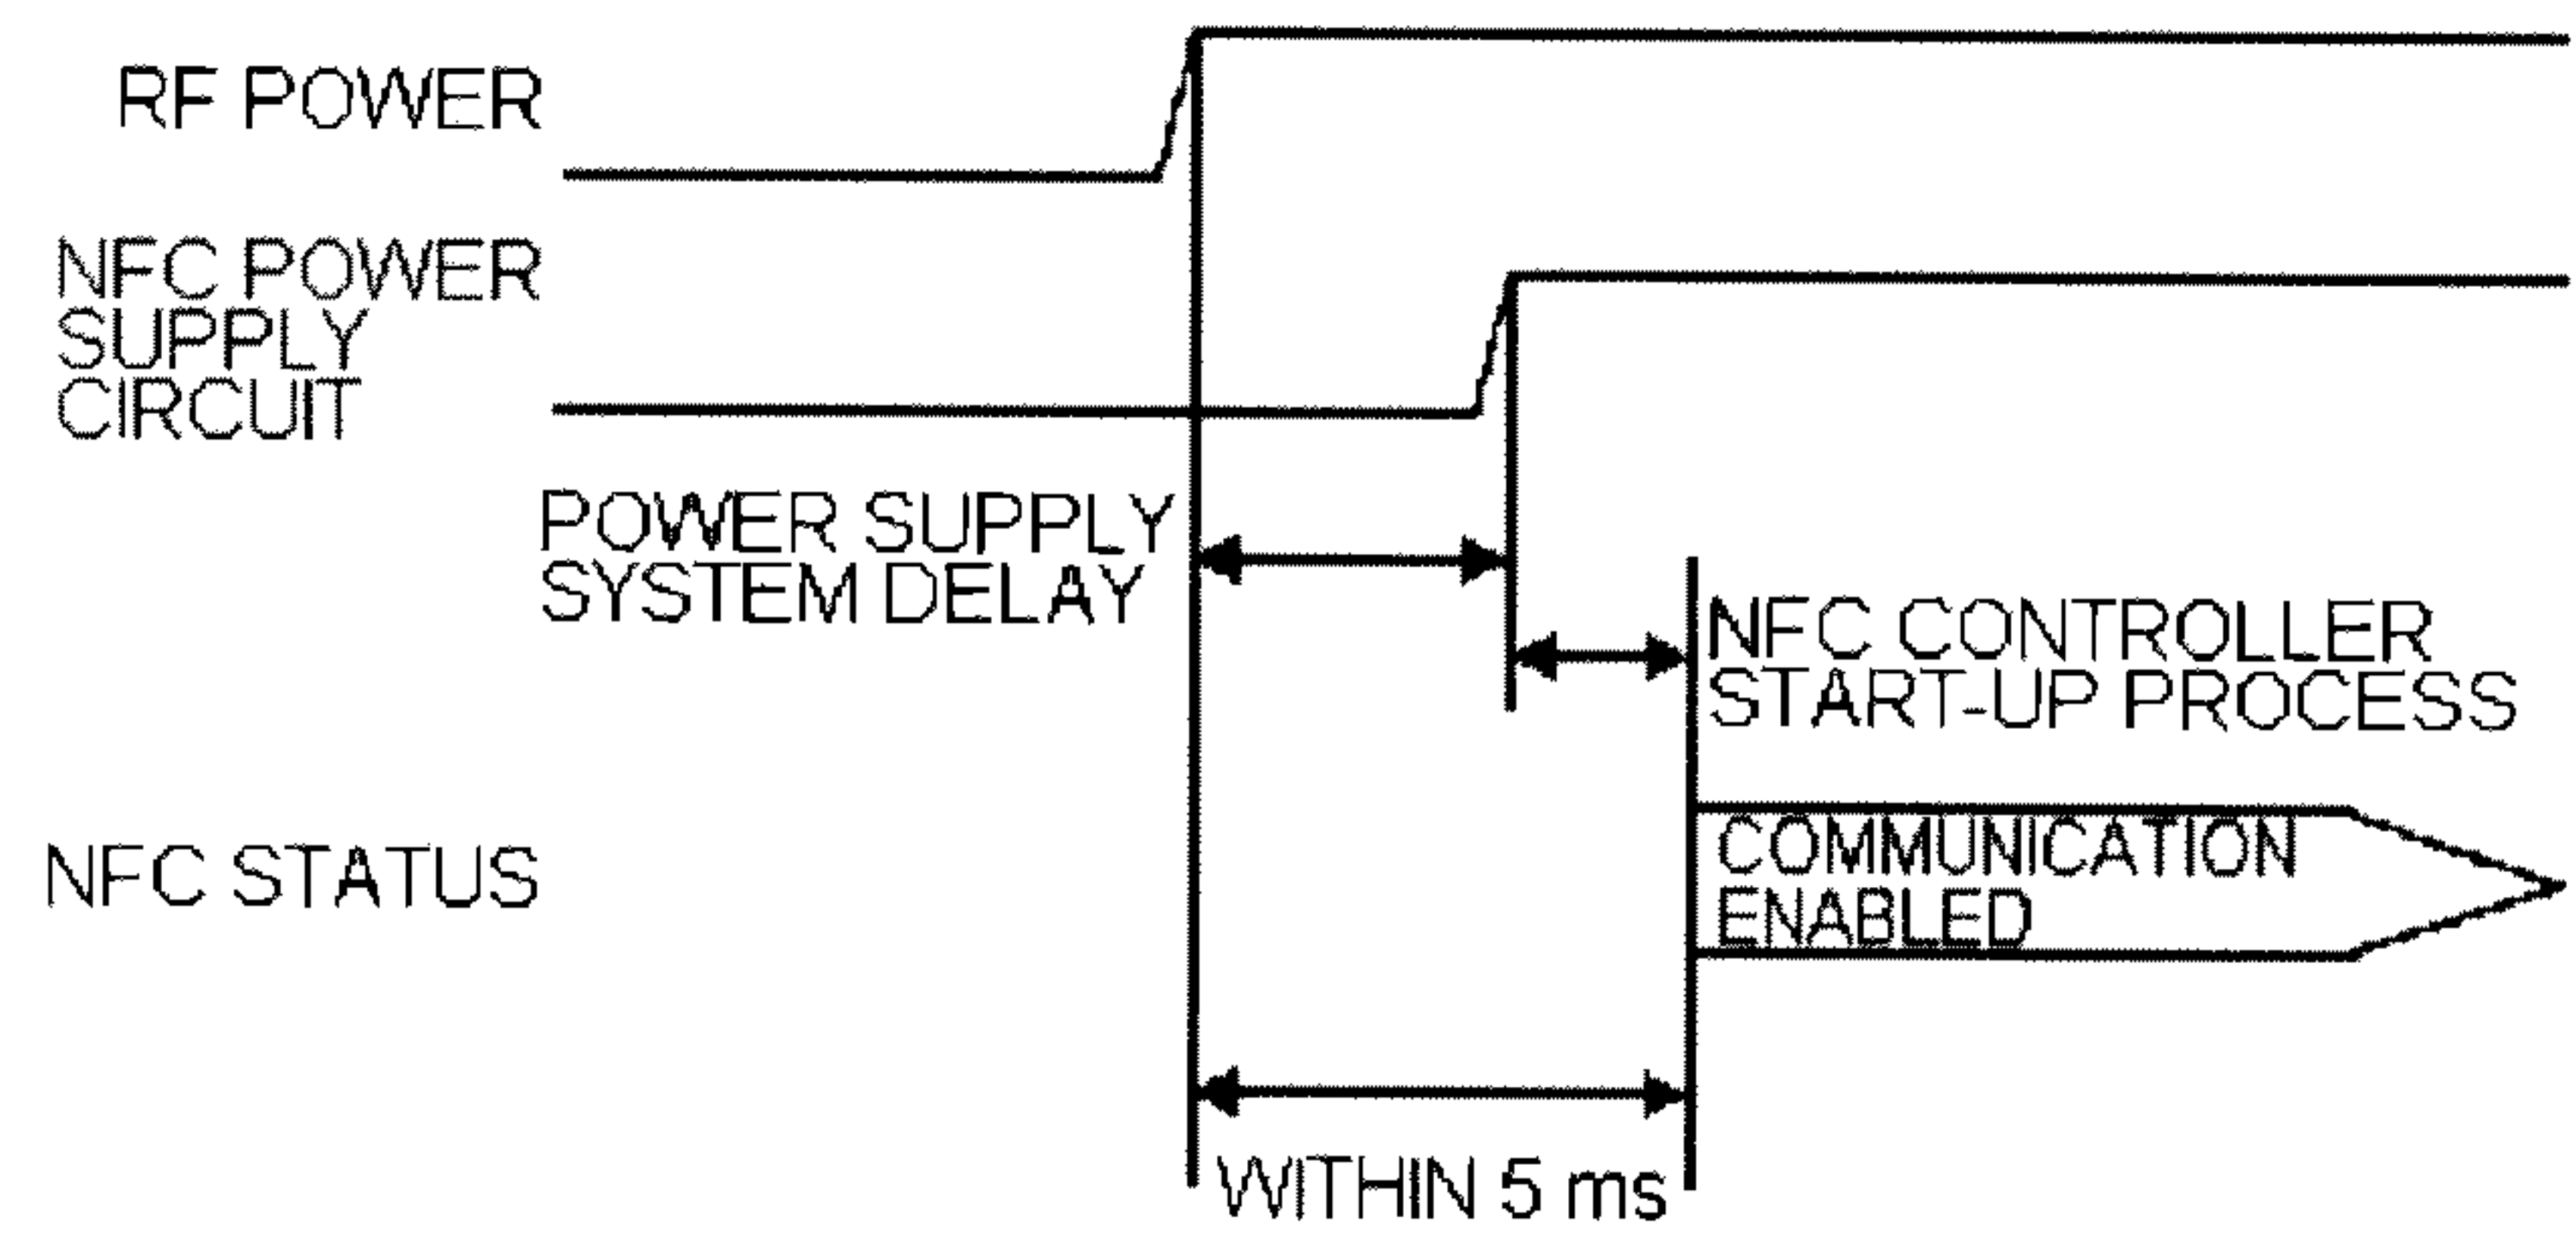 RF POWER
NFC POWER
SUPPLY
CIRCUIT
POWER SUPPLY
SYSTEM DELAY
NFC CONTROLLER
START-UP PROCESS
NFC STATUS
COMMUNICATION
ENABLED
WITHIN 5 ms